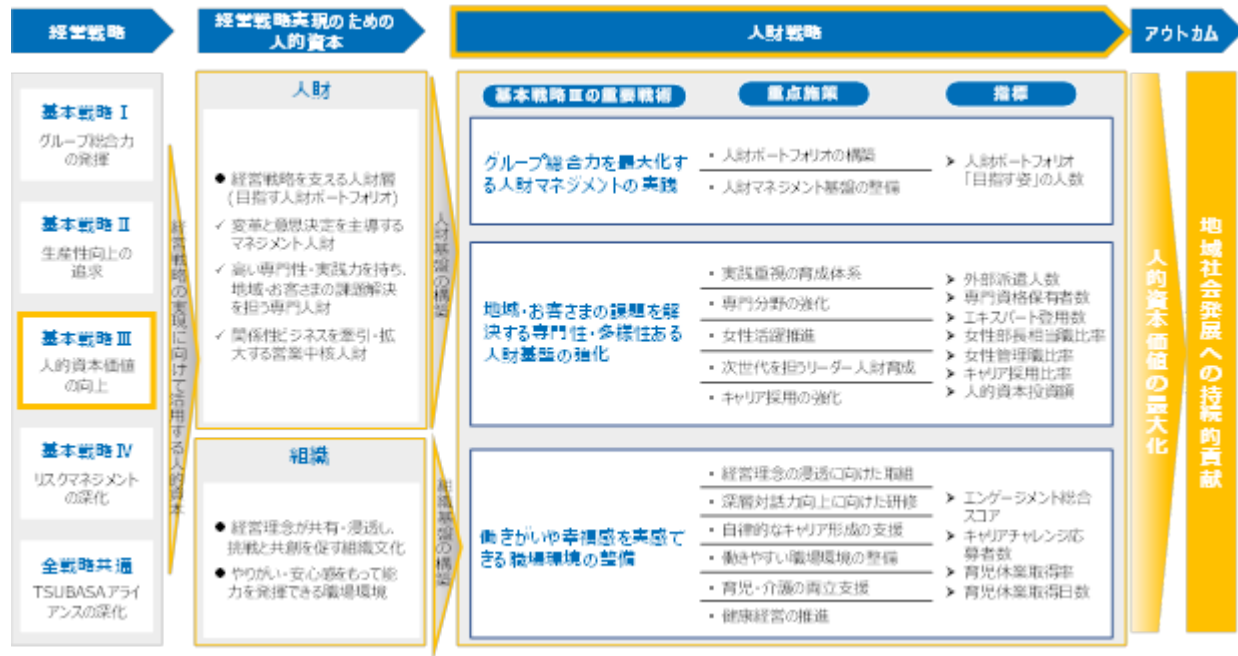 経営戦略
経営戦略実現のための
人的資本
人財戦略
アウトカム
基本戦略Ⅰ
グループ総合力
の発揮
基本戦略Ⅱ
生産性向上の
追求
基本戦略Ⅲ
人的資本価値
の向上
基本戦略Ⅳ
リスクマネジメント
の深化
全戦略共通
TSUBASAアライ
アンスの深化
経営戦略の実現に向けて活用する人的資本
人財
● 経営戦略を支える人財層
(目指す人財ポートフォリオ)
✓ 変革と意思決定を主導する
マネジメント人財
✓ 高い専門性・実践力を持ち、
地域・お客さまの課題解決
を担う専門人財
✓ 関係性ビジネスを牽引・拡
大する営業中核人財
組織
● 経営理念が共有・浸透し、
挑戦と共創を促す組織文化
● やりがい・安心感をもって能
力を発揮できる職場環境
人財基盤の構築
組織基盤の構築
基本戦略Ⅲの重要戦術
重点施策
指標
グループ総合力を最大化す
る人財マネジメントの実践
・ 人財ポートフォリオの構築
・ 人財マネジメント基盤の整備
➢ 人財ポートフォリオ
「目指す姿」の人数
地域・お客さまの課題を解
決する専門性・多様性ある
人財基盤の強化
・ 実践重視の育成体系
・ 専門分野の強化
・ 女性活躍推進
・ 次世代を担うリーダー人財育成
・ キャリア採用の強化
➢ 外部派遣人数
➢ 専門資格保有者数
➢ エキスパート登用数
➢ 女性部長相当職比率
➢ 女性管理職比率
➢ キャリア採用比率
➢ 人的資本投資額
働きがいや幸福感を実感で
きる職場環境の整備
・ 経営理念の浸透に向けた取組
・ 深層対話力向上に向けた研修
・ 自律的なキャリア形成の支援
・ 働きやすい職場環境の整備
・ 育児・介護の両立支援
・ 健康経営の推進
➢ エンゲージメント総合
スコア
➢ キャリアチャレンジ応
募者数
➢ 育児休業取得率
➢ 育児休業取得日数
人的資本価値の最大化
地域社会発展への持続的貢献